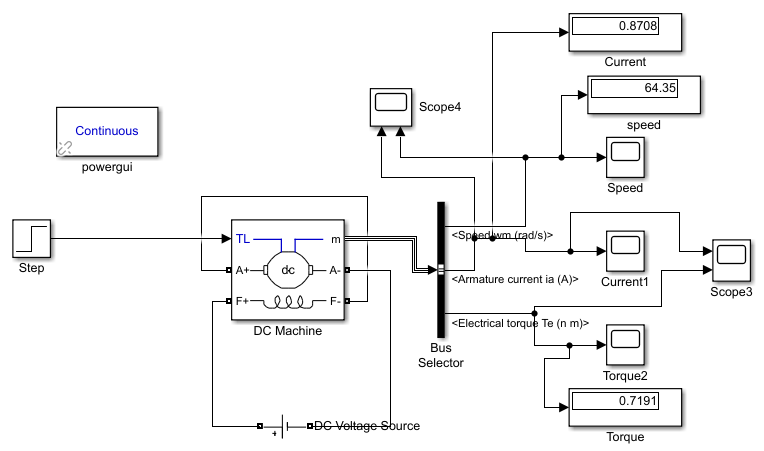 0.8708
Current
64.35
speed
Scope4
Continuous
powergui
Speed
<Speed wm (rad/s)>
TL
m
Step
A+
dc
A-
<Armature current ia (A)>
Current1
Scope3
F+
F-
DC Machine
<Electrical torque Te (n m)>
Bus
Selector
Torque2
0.7191
Torque
+
DC Voltage Source